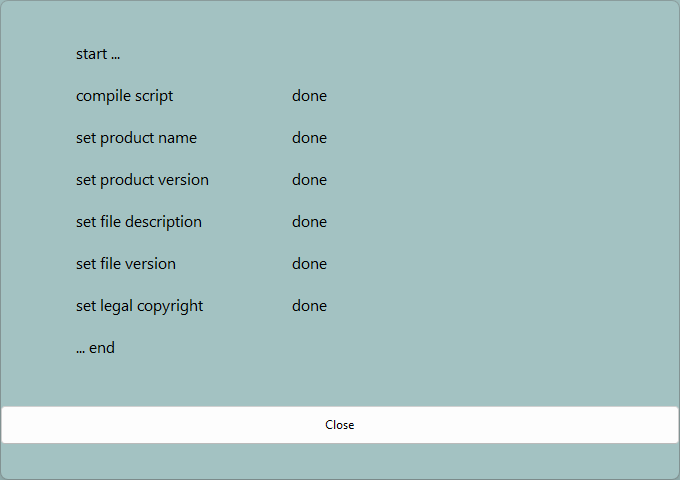 start ...
compile script done
set product name done
set product version done
set file description done
set file version done
set legal copyright done
... end
Close